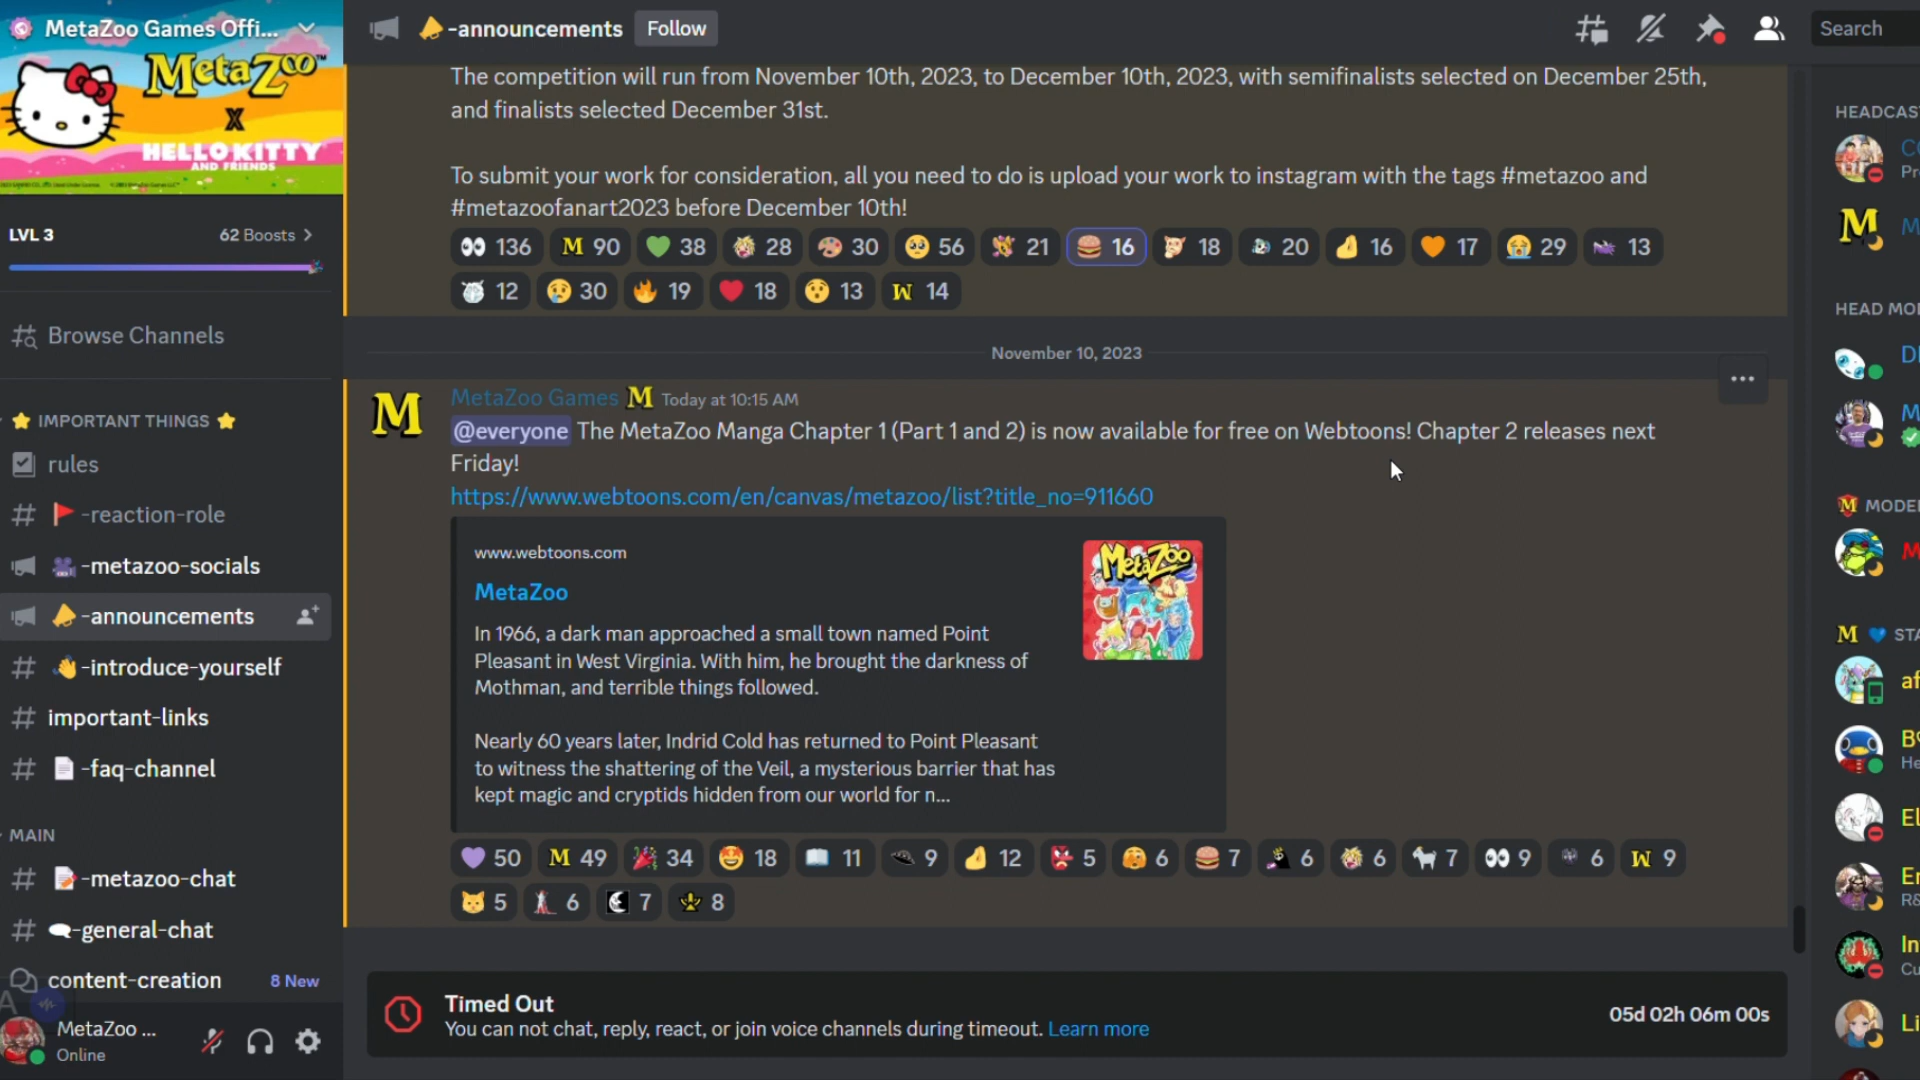 MetaZoo Games Offi...
MetaZoo™
X
HELLO KITTY
AND FRIENDS
LVL 3
62 Boosts
Browse Channels
IMPORTANT THINGS
rules
-reaction-role
-metazoo-socials
-announcements
-introduce-yourself
important-links
-faq-channel
MAIN
-metazoo-chat
-general-chat
content-creation
8 New
MetaZoo ...
Online
-announcements
Follow
Search
The competition will run from November 10th, 2023, to December 10th, 2023, with semifinalists selected on December 25th,
and finalists selected December 31st.
To submit your work for consideration, all you need to do is upload your work to instagram with the tags #metazoo and
#metazoofanart2023 before December 10th!
136 M 90 38 28 30 56 21 16 18 20 16 17 29 13
12 30 19 18 13 W 14
November 10, 2023
M
MetaZoo Games M Today at 10:15 AM
@everyone The MetaZoo Manga Chapter 1 (Part 1 and 2) is now available for free on Webtoons! Chapter 2 releases next
Friday!
https://www.webtoons.com/en/canvas/metazoo/list?title_no=911660
www.webtoons.com
MetaZoo
MetaZoo
In 1966, a dark man approached a small town named Point
Pleasant in West Virginia. With him, he brought the darkness of
Mothman, and terrible things followed.
Nearly 60 years later, Indrid Cold has returned to Point Pleasant
to witness the shattering of the Veil, a mysterious barrier that has
kept magic and cryptids hidden from our world for n...
50 M 49 34 18 11 9 12 5 6 7 6 6 7 9 6 W 9
5 6 7 8
Timed Out
You can not chat, reply, react, or join voice channels during timeout. Learn more
05d 02h 06m 00s
HEADCAS
Pr
M
M
HEAD MO
M
M MODE
M
M STA
af
He
El
R&
In
Cu
Li